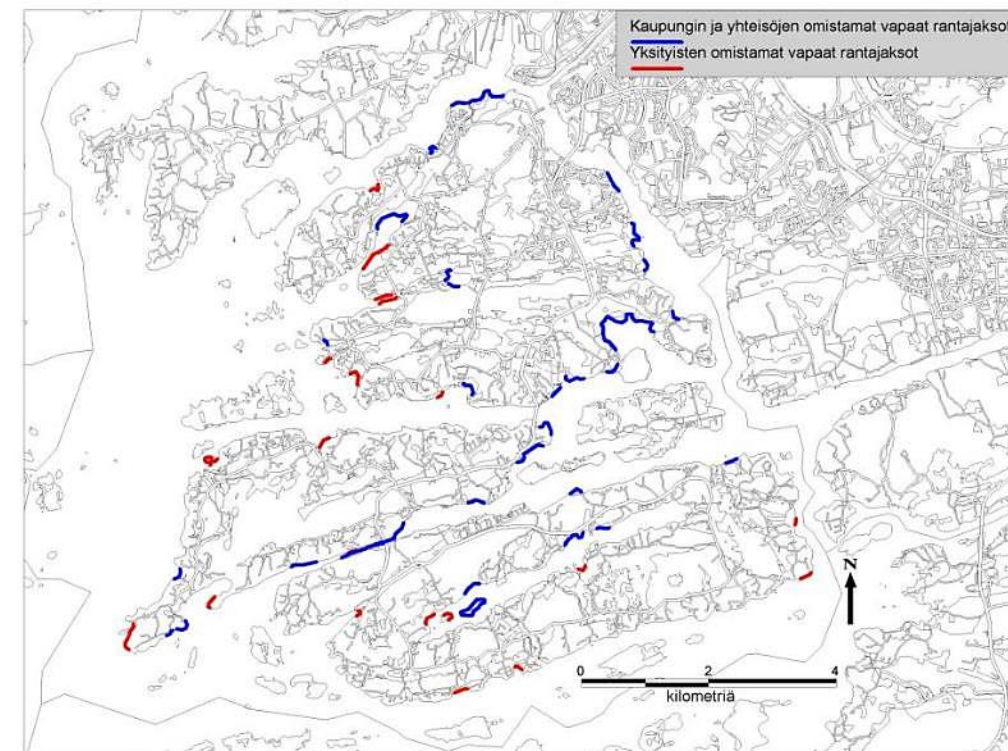 Kaupungin ja yhteisöjen omistamat vapaat rantajaksot
Yksityisten omistamat vapaat rantajaksot
N
0 2 4
kilometriä